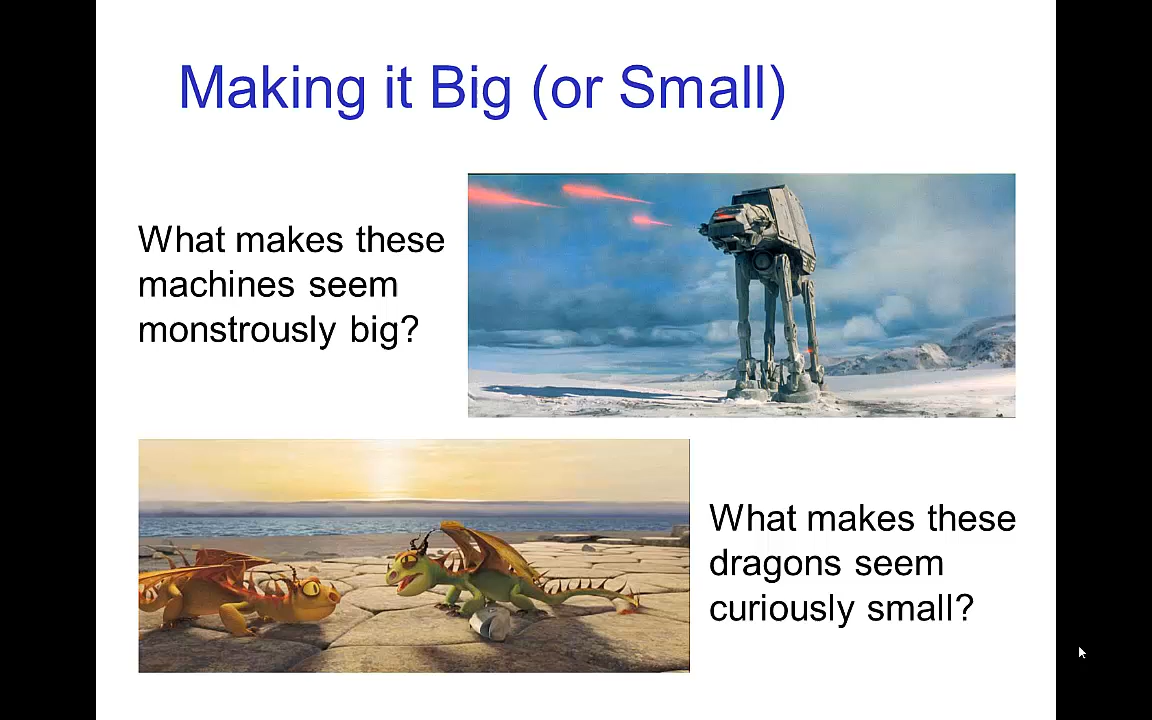 Making it Big (or Small)
What makes these
machines seem
monstrously big?
What makes these
dragons seem
curiously small?